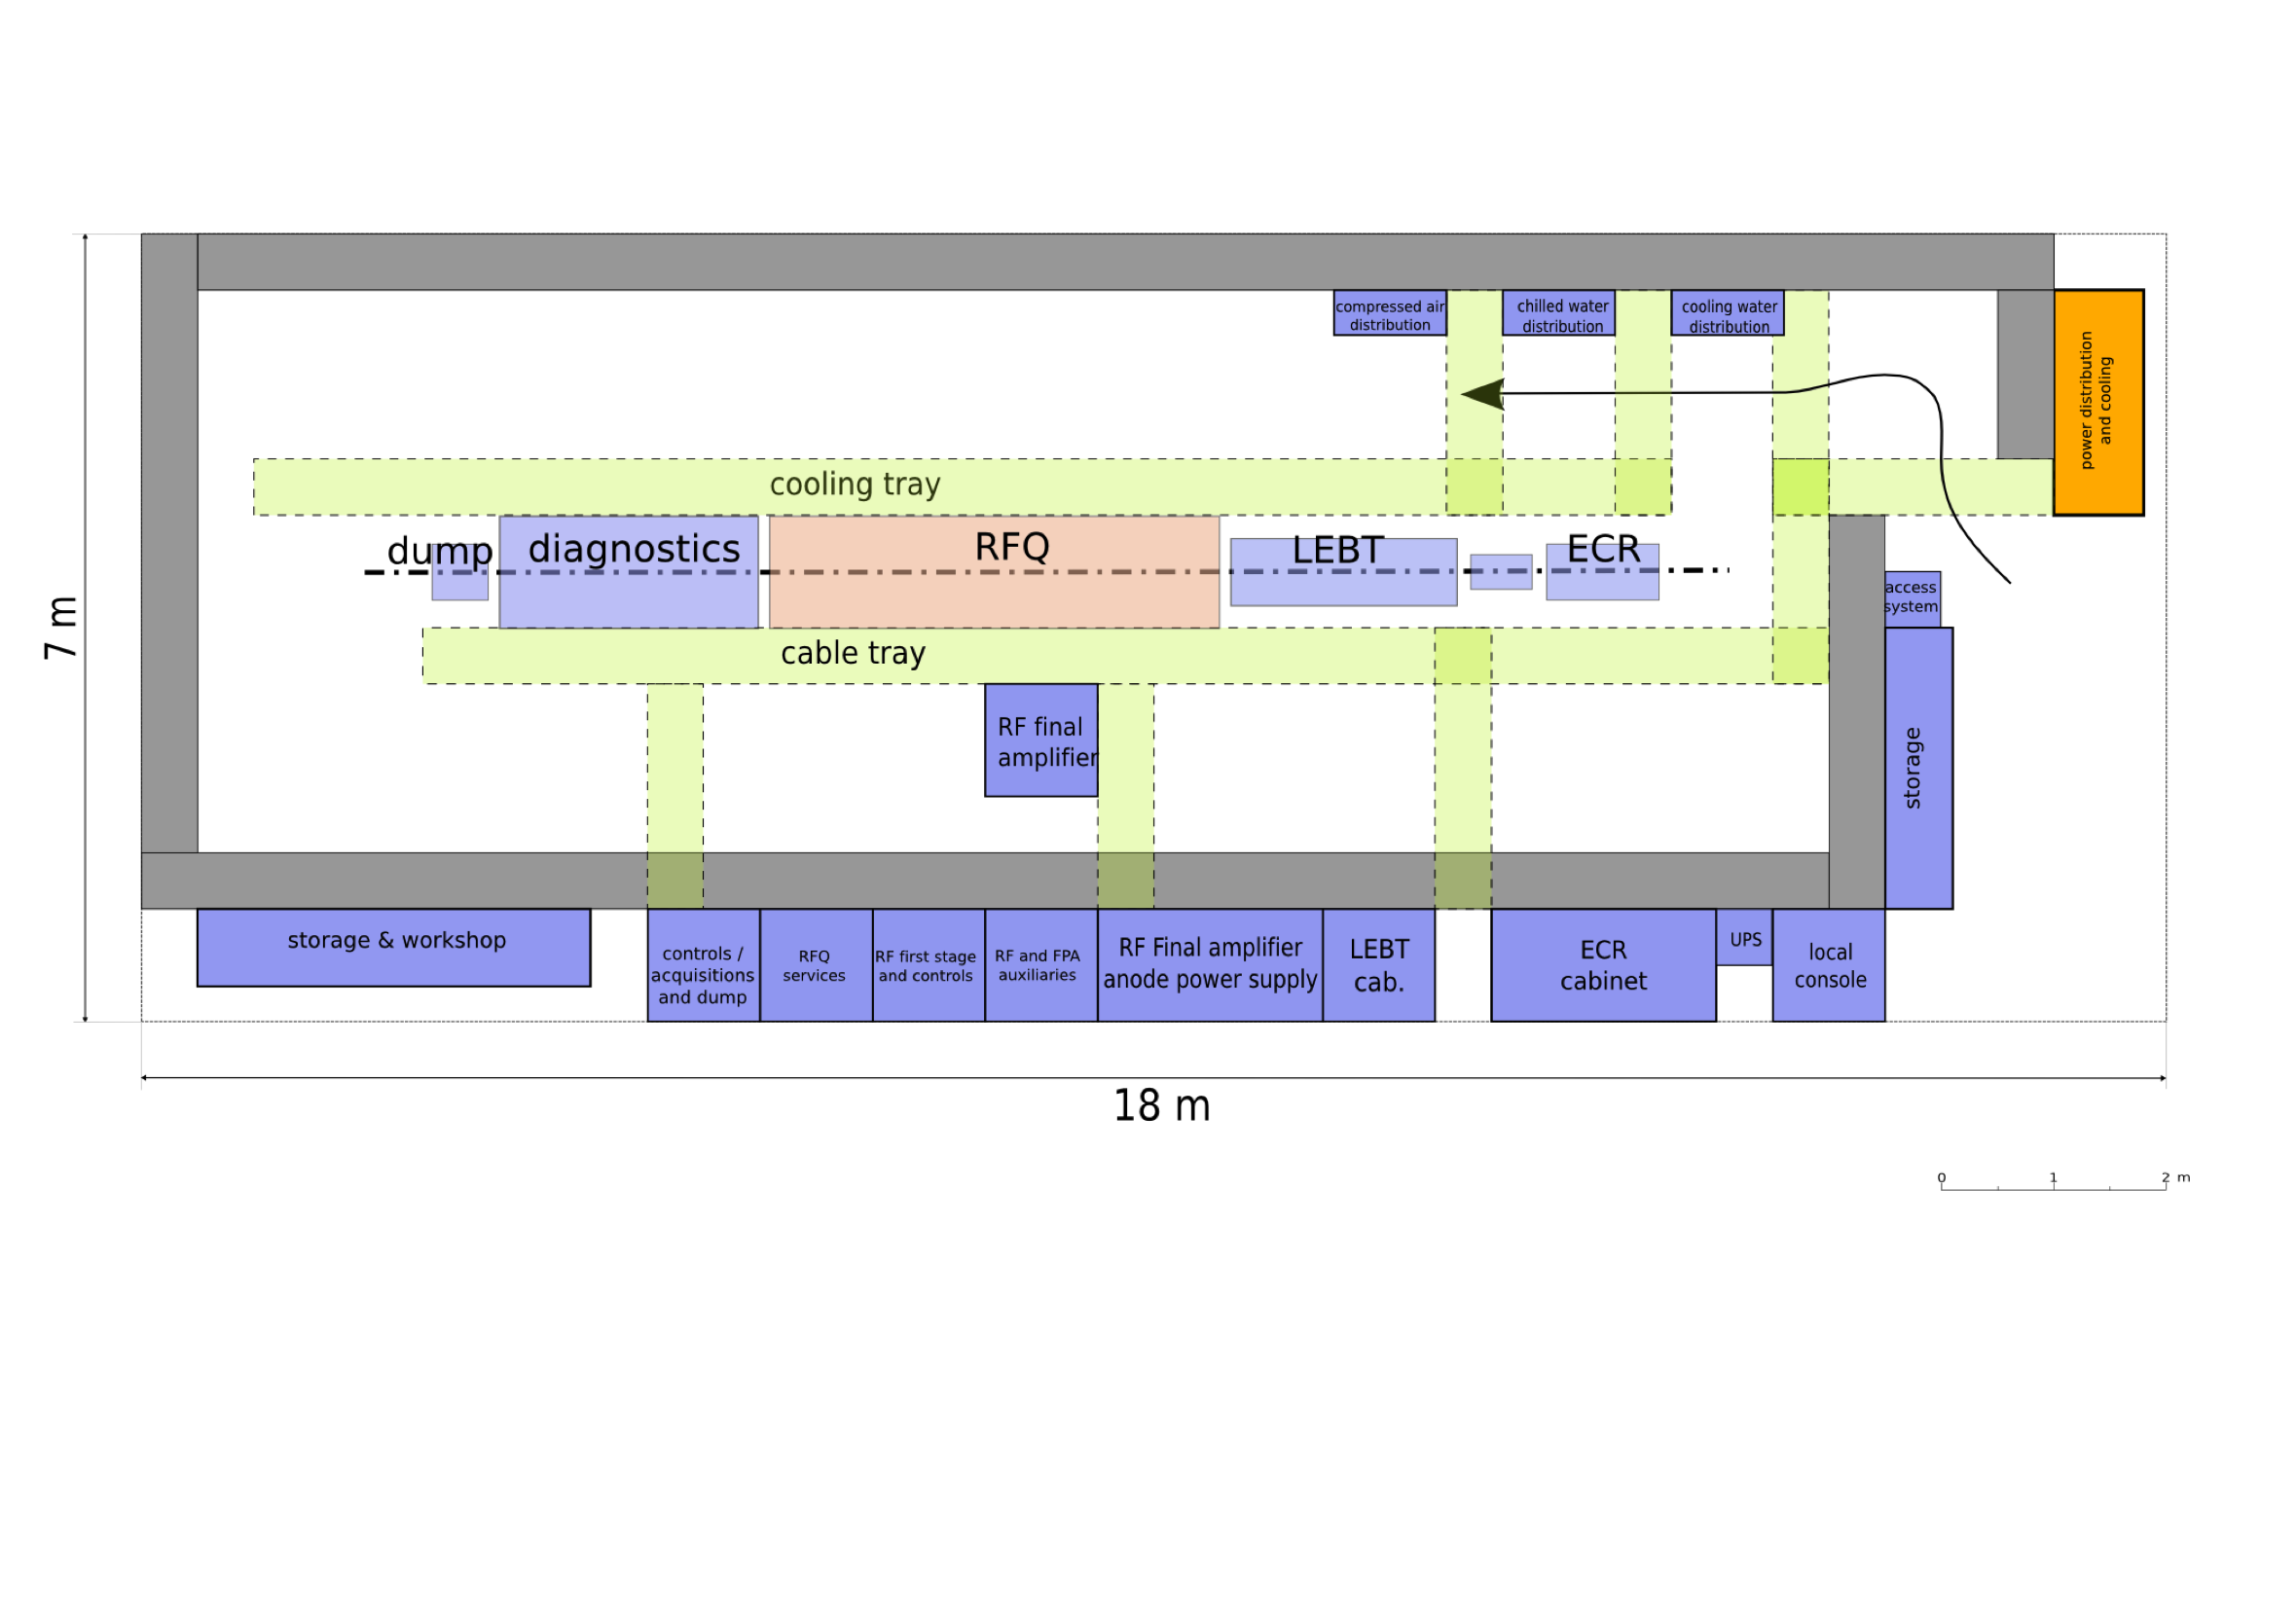 compressed air
distribution
chilled water
distribution
cooling water
distribution
power distribution
and cooling
cooling tray
dump
diagnostics
RFQ
LEBT
ECR
access
system
7 m
cable tray
RF final
amplifier
storage
storage & workshop
controls /
acquisitions
and dump
RFQ
services
RF first stage
and controls
RF and FPA
auxiliaries
RF Final amplifier
anode power supply
LEBT
cab.
ECR
cabinet
UPS
local
console
18 m
0 1 2 m